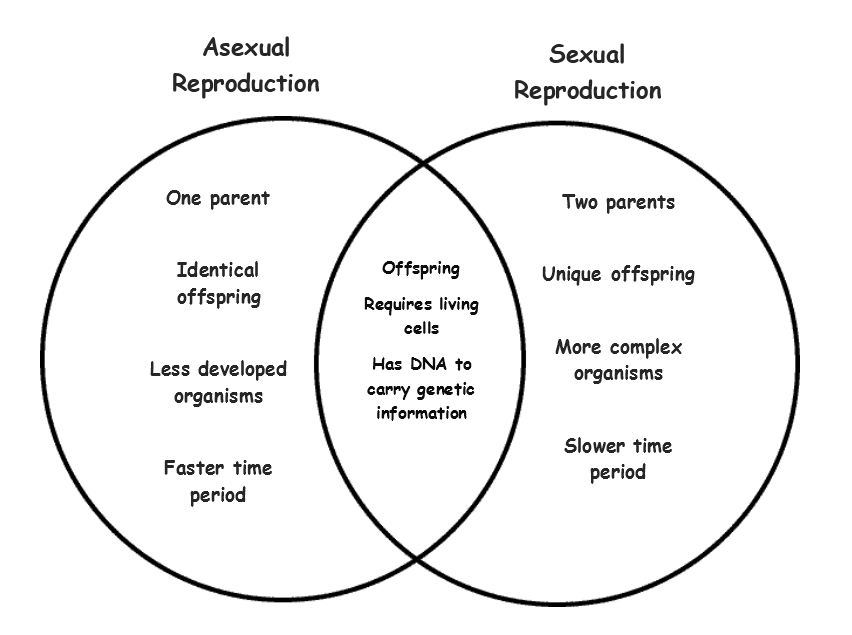 Asexual
Reproduction
Sexual
Reproduction
One parent
Identical
offspring
Less developed
organisms
Faster time
period
Offspring
Requires living
cells
Has DNA to
carry genetic
information
Two parents
Unique offspring
More complex
organisms
Slower time
period